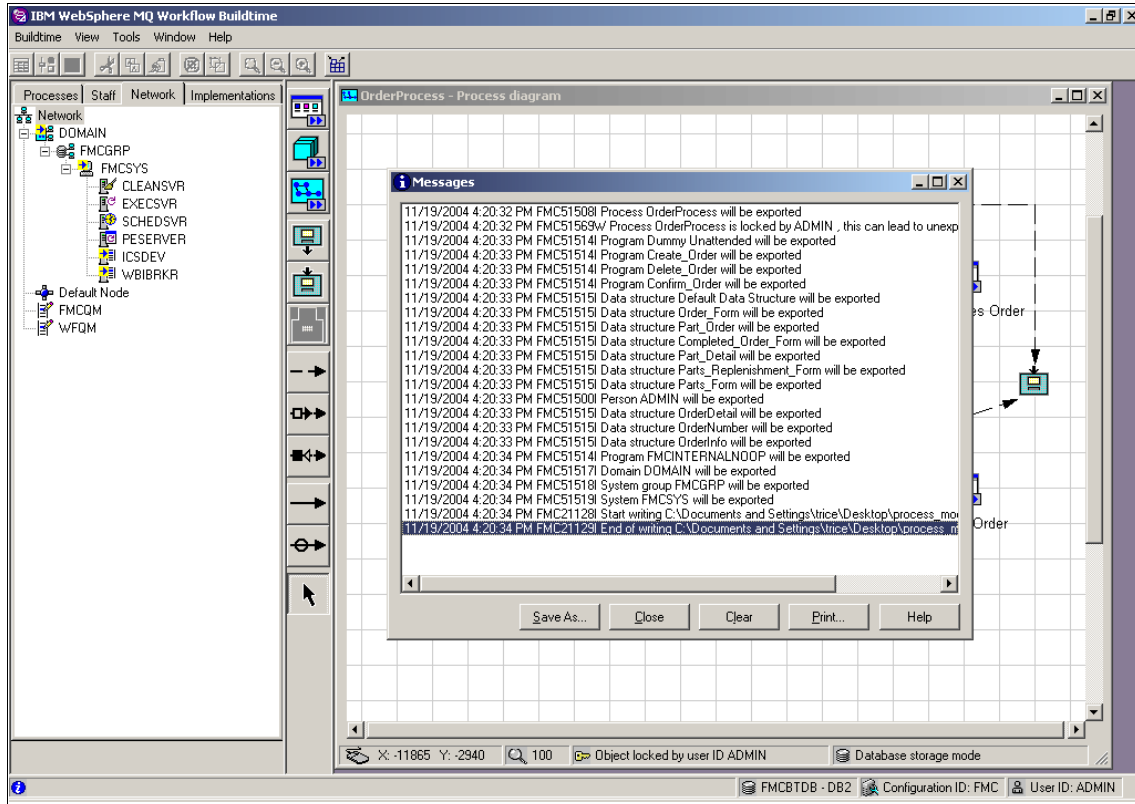 IBM WebSphere MQ Workflow Buildtime
Buildtime View Tools Window Help
Processes Staff Network Implementations
Network
DOMAIN
FMCGRP
FMCSYS
CLEANSVR
EXECSVR
SCHEDSVR
PESERVER
ICSDEV
WBIBRKR
Default Node
FMCQM
WFQM
OrderProcess - Process diagram
Messages
11/19/2004 4:20:32 PM FMC51508I Process OrderProcess will be exported
11/19/2004 4:20:32 PM FMC51569W Process OrderProcess is locked by ADMIN , this can lead to unexp
11/19/2004 4:20:33 PM FMC51514I Program Dummy Unattended will be exported
11/19/2004 4:20:33 PM FMC51514I Program Create_Order will be exported
11/19/2004 4:20:33 PM FMC51514I Program Delete_Order will be exported
11/19/2004 4:20:33 PM FMC51514I Program Confirm_Order will be exported
11/19/2004 4:20:33 PM FMC51515I Data structure Default Data Structure will be exported
11/19/2004 4:20:33 PM FMC51515I Data structure Order_Form will be exported
11/19/2004 4:20:33 PM FMC51515I Data structure Part_Order will be exported
11/19/2004 4:20:33 PM FMC51515I Data structure Completed_Order_Form will be exported
11/19/2004 4:20:33 PM FMC51515I Data structure Part_Detail will be exported
11/19/2004 4:20:33 PM FMC51515I Data structure Parts_Replenishment_Form will be exported
11/19/2004 4:20:33 PM FMC51515I Data structure Parts_Form will be exported
11/19/2004 4:20:33 PM FMC51500I Person ADMIN will be exported
11/19/2004 4:20:33 PM FMC51515I Data structure OrderDetail will be exported
11/19/2004 4:20:33 PM FMC51515I Data structure OrderNumber will be exported
11/19/2004 4:20:33 PM FMC51515I Data structure OrderInfo will be exported
11/19/2004 4:20:34 PM FMC51514I Program FMCINTERNALNOOP will be exported
11/19/2004 4:20:34 PM FMC51517I Domain DOMAIN will be exported
11/19/2004 4:20:34 PM FMC51518I System group FMCGRP will be exported
11/19/2004 4:20:34 PM FMC51519I System FMCSYS will be exported
11/19/2004 4:20:34 PM FMC21128I Start writing C:\Documents and Settings\trice\Desktop\process_mo
11/19/2004 4:20:34 PM FMC21129I End of writing C:\Documents and Settings\trice\Desktop\process_m
es Order
Order
Save As... Close Clear Print... Help
X: -11865 Y: -2940 100 Object locked by user ID ADMIN Database storage mode
FMCBTDB - DB2 Configuration ID: FMC User ID: ADMIN